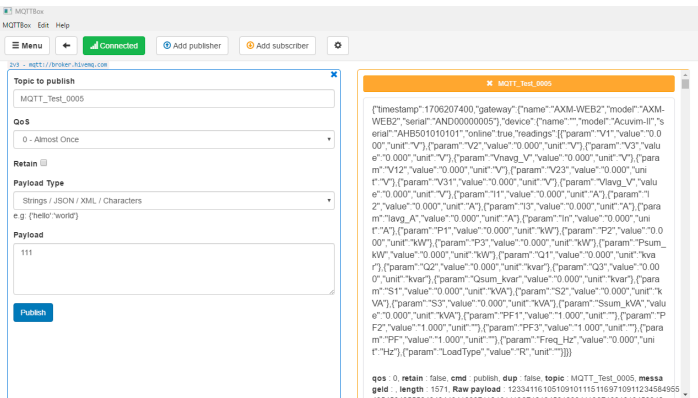 MQTTBox
MQTTBox Edit Help
Menu
Connected
Add publisher
Add subscriber
2v3 - mqtt://broker.hivemq.com
Topic to publish
MQTT_Test_0005
QoS
0 - Almost Once
Retain
Payload Type
Strings / JSON / XML / Characters
e.g: {'hello':'world'}
Payload
111
Publish
MQTT_Test_0005
{"timestamp":1706207400,"gateway":{"name":"AXM-WEB2","model":"AXM-
WEB2","serial":"AND00000005"},"device":{"name":"","model":"Acuvim-II","s
erial":"AHB501010101","online":true,"readings":[{"param":"V1","value":"0.0
00","unit":"V"},{"param":"V2","value":"0.000","unit":"V"},{"param":"V3","valu
e":"0.000","unit":"V"},{"param":"Vnavg_V","value":"0.000","unit":"V"},{"para
m":"V12","value":"0.000","unit":"V"},{"param":"V23","value":"0.000","uni
t":"V"},{"param":"V31","value":"0.000","unit":"V"},{"param":"Vlavg_V","valu
e":"0.000","unit":"V"},{"param":"I1","value":"0.000","unit":"A"},{"param":"I
2","value":"0.000","unit":"A"},{"param":"I3","value":"0.000","unit":"A"},{"para
m":"Iavg_A","value":"0.000","unit":"A"},{"param":"In","value":"0.000","uni
t":"A"},{"param":"P1","value":"0.000","unit":"kW"},{"param":"P2","value":"0.0
00","unit":"kW"},{"param":"P3","value":"0.000","unit":"kW"},{"param":"Psum_
kW","value":"0.000","unit":"kW"},{"param":"Q1","value":"0.000","unit":"kva
r"},{"param":"Q2","value":"0.000","unit":"kvar"},{"param":"Q3","value":"0.00
0","unit":"kvar"},{"param":"Qsum_kvar","value":"0.000","unit":"kvar"},{"para
m":"S1","value":"0.000","unit":"kVA"},{"param":"S2","value":"0.000","unit":"k
VA"},{"param":"S3","value":"0.000","unit":"kVA"},{"param":"Ssum_kVA","valu
e":"0.000","unit":"kVA"},{"param":"PF1","value":"1.000","unit":""},{"param":"P
F2","value":"1.000","unit":""},{"param":"PF3","value":"1.000","unit":""},{"para
m":"PF","value":"1.000","unit":""},{"param":"Freq_Hz","value":"0.000","uni
t":"Hz"},{"param":"LoadType","value":"R","unit":""}]}}
qos : 0, retain : false, cmd : publish, dup : false, topic : MQTT_Test_0005, messa
geId : , length : 1571, Raw payload : 1233411610510910111511697109112345849​55